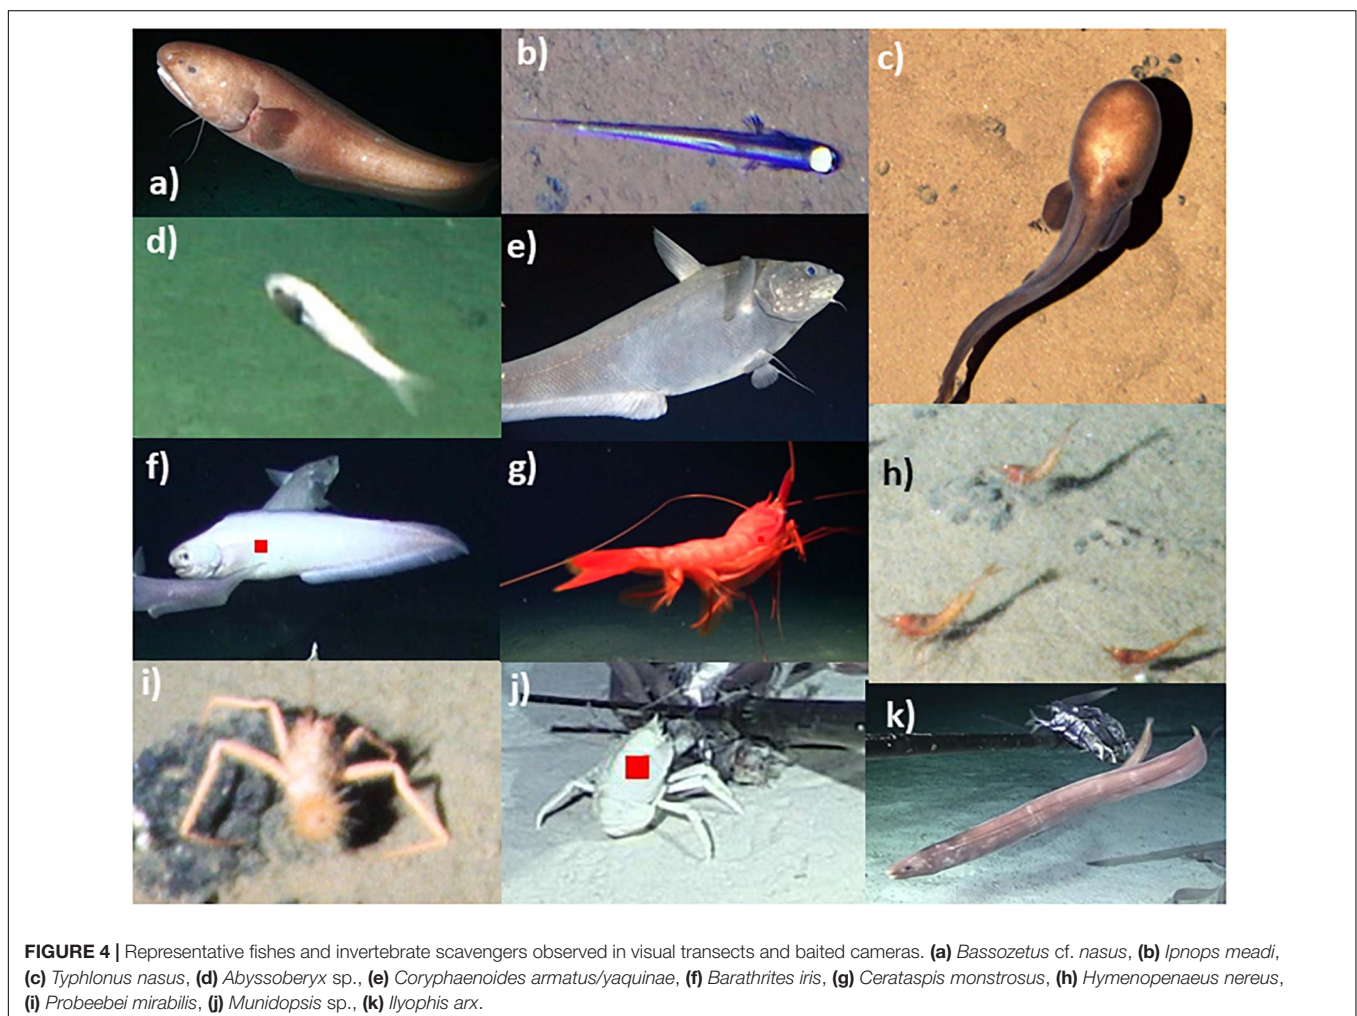 a)
b)
c)
d)
e)
f)
g)
h)
i)
j)
k)
FIGURE 4 | Representative fishes and invertebrate scavengers observed in visual transects and baited cameras. (a) Bassozetus cf. nasus, (b) Ipnops meadi,
(c) Typhlonus nasus, (d) Abyssoberyx sp., (e) Coryphaenoides armatus/yaquinae, (f) Barathrites iris, (g) Cerataspis monstrosus, (h) Hymenopenaeus nereus,
(i) Probeebei mirabilis, (j) Munidopsis sp., (k) Ilyophis arx.